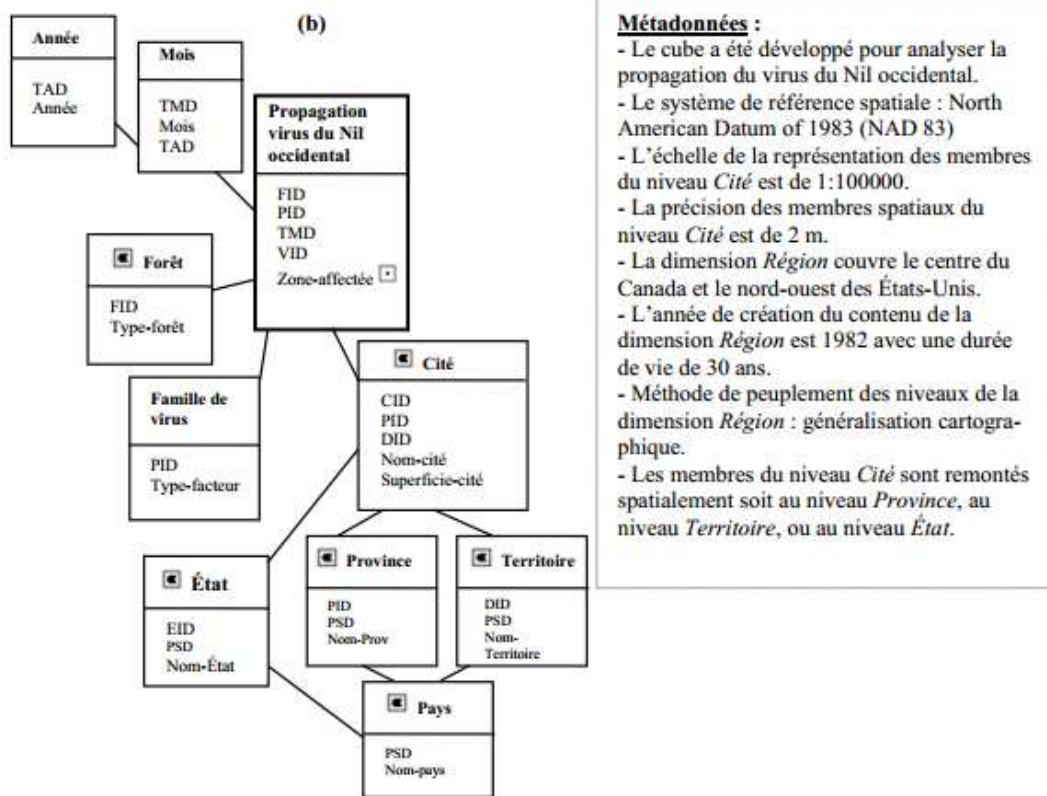 (b)
Année
TAD
Année
Mois
TMD
Mois
TAD
Propagation
virus du Nil
occidental
FID
PID
TMD
VID
Zone-affectée
Forêt
FID
Type-forêt
Famille de
virus
PID
Type-facteur
Cité
CID
PID
DID
Nom-cité
Superficie-cité
État
EID
PSD
Nom-État
Province
PID
PSD
Nom-Prov
Territoire
DID
PSD
Nom-
Territoire
Pays
PSD
Nom-pays
Métadonnées :
- Le cube a été développé pour analyser la
propagation du virus du Nil occidental.
- Le système de référence spatiale : North
American Datum of 1983 (NAD 83)
- L'échelle de la représentation des membres
du niveau Cité est de 1:100000.
- La précision des membres spatiaux du
niveau Cité est de 2 m.
- La dimension Région couvre le centre du
Canada et le nord-ouest des États-Unis.
- L'année de création du contenu de la
dimension Région est 1982 avec une durée
de vie de 30 ans.
- Méthode de peuplement des niveaux de la
dimension Région : généralisation cartogra-
phique.
- Les membres du niveau Cité sont remontés
spatialement soit au niveau Province, au
niveau Territoire, ou au niveau État.